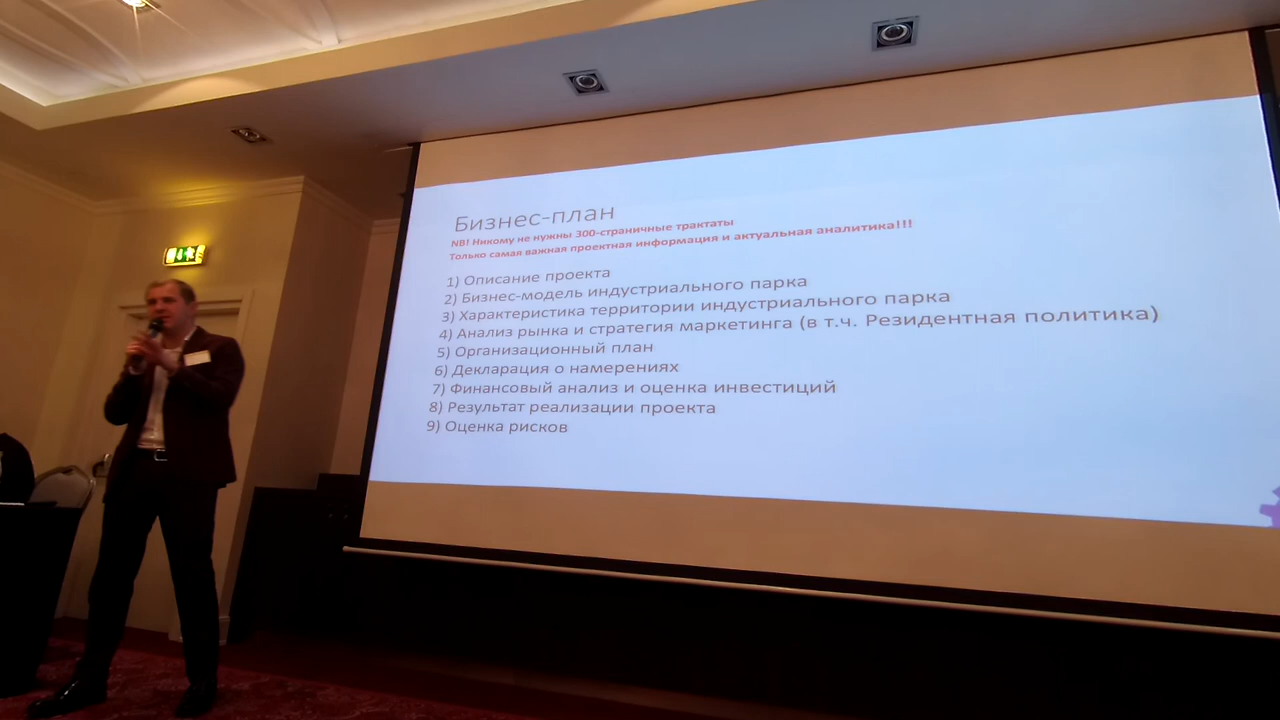 Бизнес-план
NB! Никому не нужны 300-страничные трактаты
Только самая важная проектная информация и актуальная аналитика!!!
1) Описание проекта
2) Бизнес-модель индустриального парка
3) Характеристика территории индустриального парка
4) Анализ рынка и стратегия маркетинга (в т.ч. Резидентная политика)
5) Организационный план
6) Декларация о намерениях
7) Финансовый анализ и оценка инвестиций
8) Результат реализации проекта
9) Оценка рисков